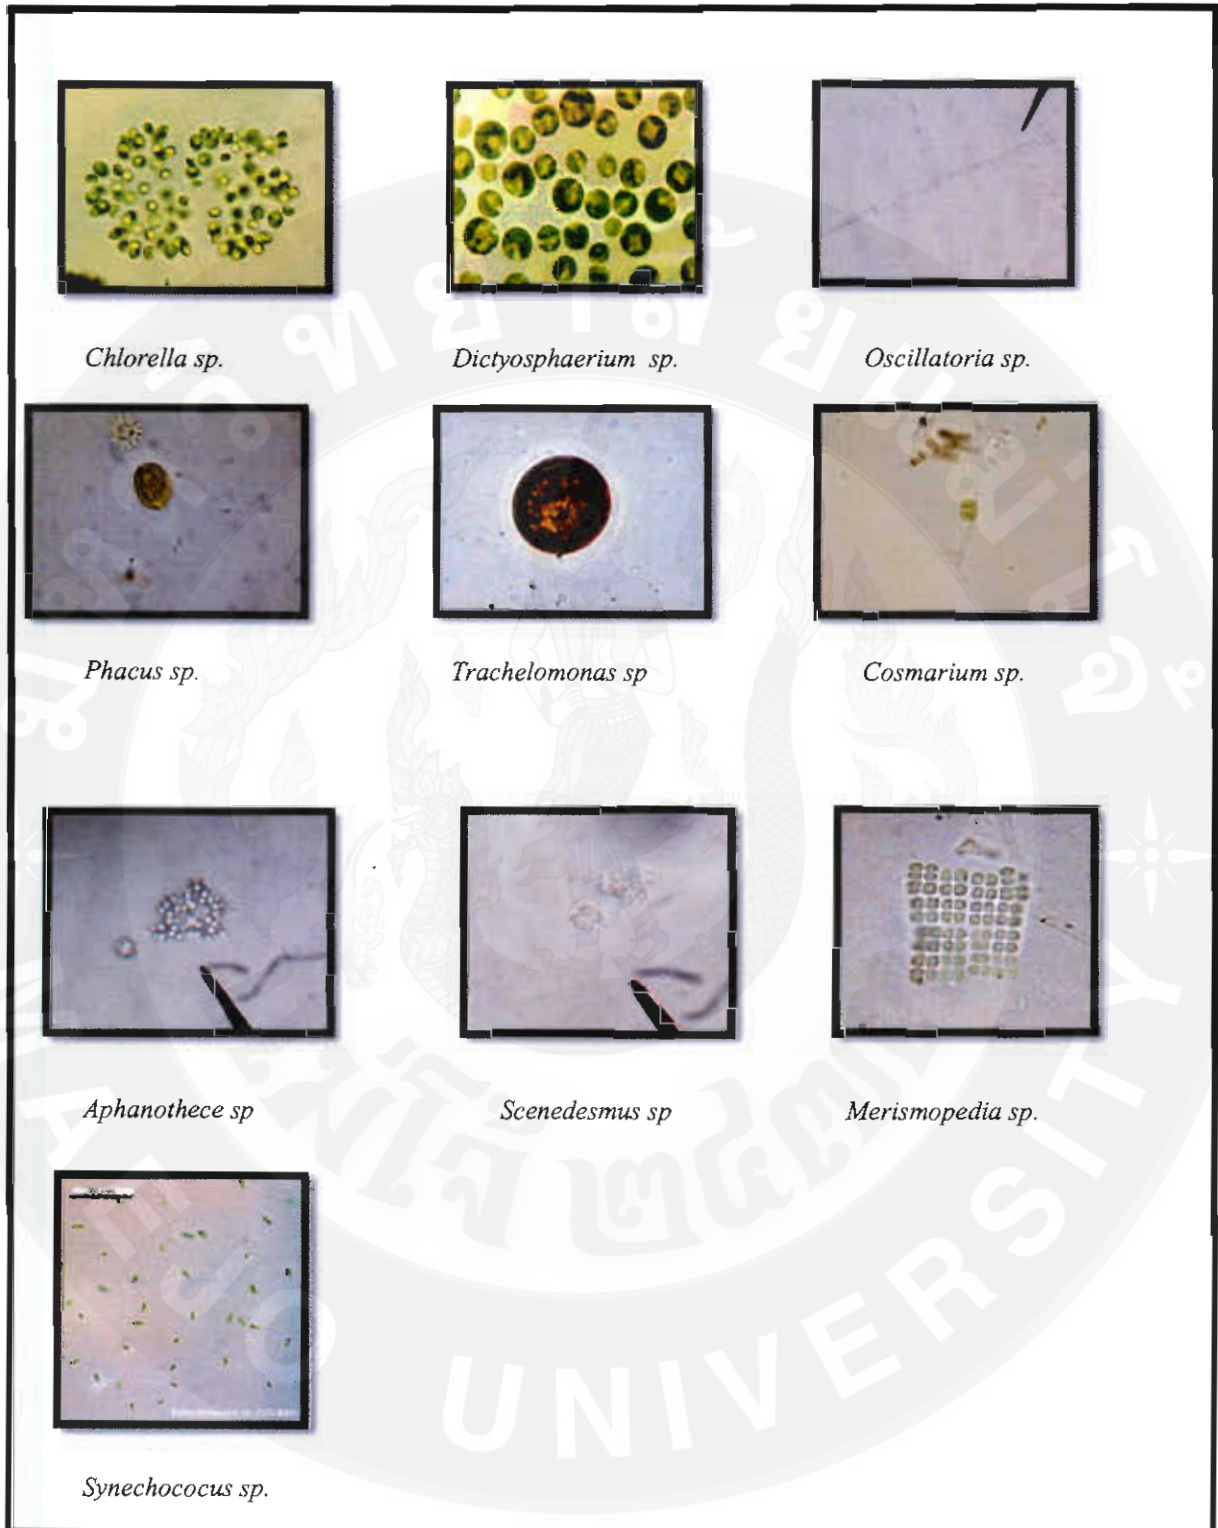 Chlorella sp.
Dictyosphaerium sp.
Oscillatoria sp.
Phacus sp.
Trachelomonas sp
Cosmarium sp.
Aphanothece sp
Scenedesmus sp
Merismopedia sp.
Synechococus sp.
UNIVERSITY